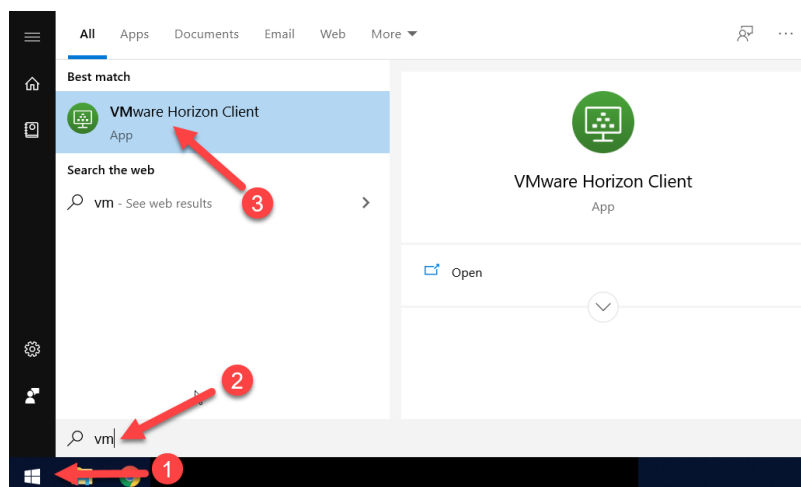 All Apps Documents Email Web More
Best match
VMware Horizon Client
App
Search the web
vm - See web results
3
VMware Horizon Client
App
Open
2
vm
1